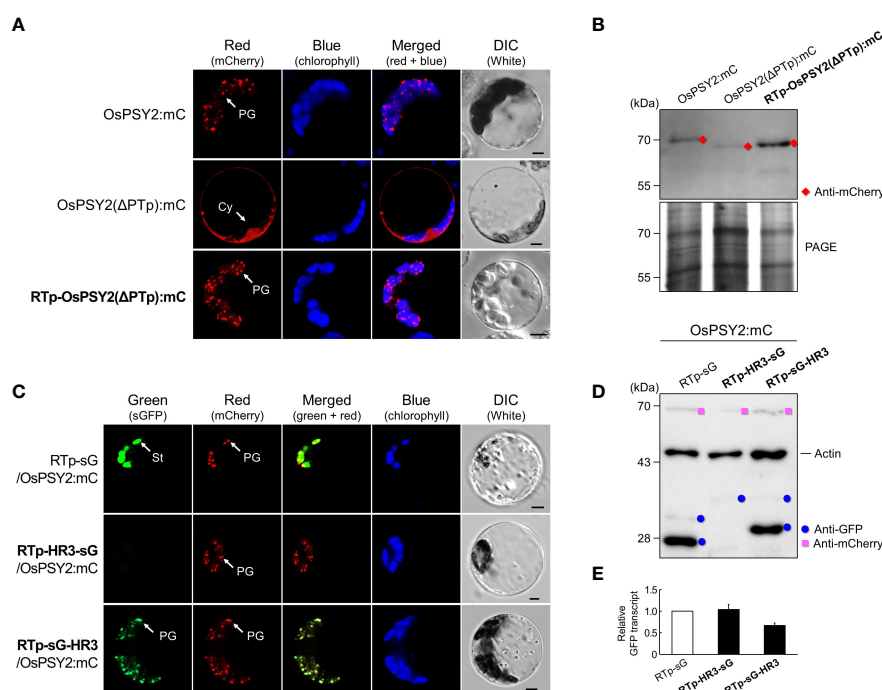 A
Red
(mCherry)
Blue
(chlorophyll)
Merged
(red + blue)
DIC
(White)
OsPSY2:mC
PG
OsPSY2(ΔPTp):mC
Cy
RTp-OsPSY2(ΔPTp):mC
PG
B
(kDa)
OsPSY2:mC
OsPSY2(ΔPTp):mC
RTp-OsPSY2(ΔPTp):mC
70
55
Anti-mCherry
70
55
PAGE
C
Green
(sGFP)
Red
(mCherry)
Merged
(green + red)
Blue
(chlorophyll)
DIC
(White)
RTp-sG
/OsPSY2:mC
St
PG
RTp-HR3-sG
/OsPSY2:mC
PG
RTp-sG-HR3
/OsPSY2:mC
PG
PG
OsPSY2:mC
D
(kDa)
RTp-sG
RTp-HR3-sG
RTp-sG-HR3
70
43
28
Actin
Anti-GFP
Anti-mCherry
E
Relative
GFP transcript
1.5
1.0
0.5
0
RTp-sG
RTp-HR3-sG
RTp-sG-HR3